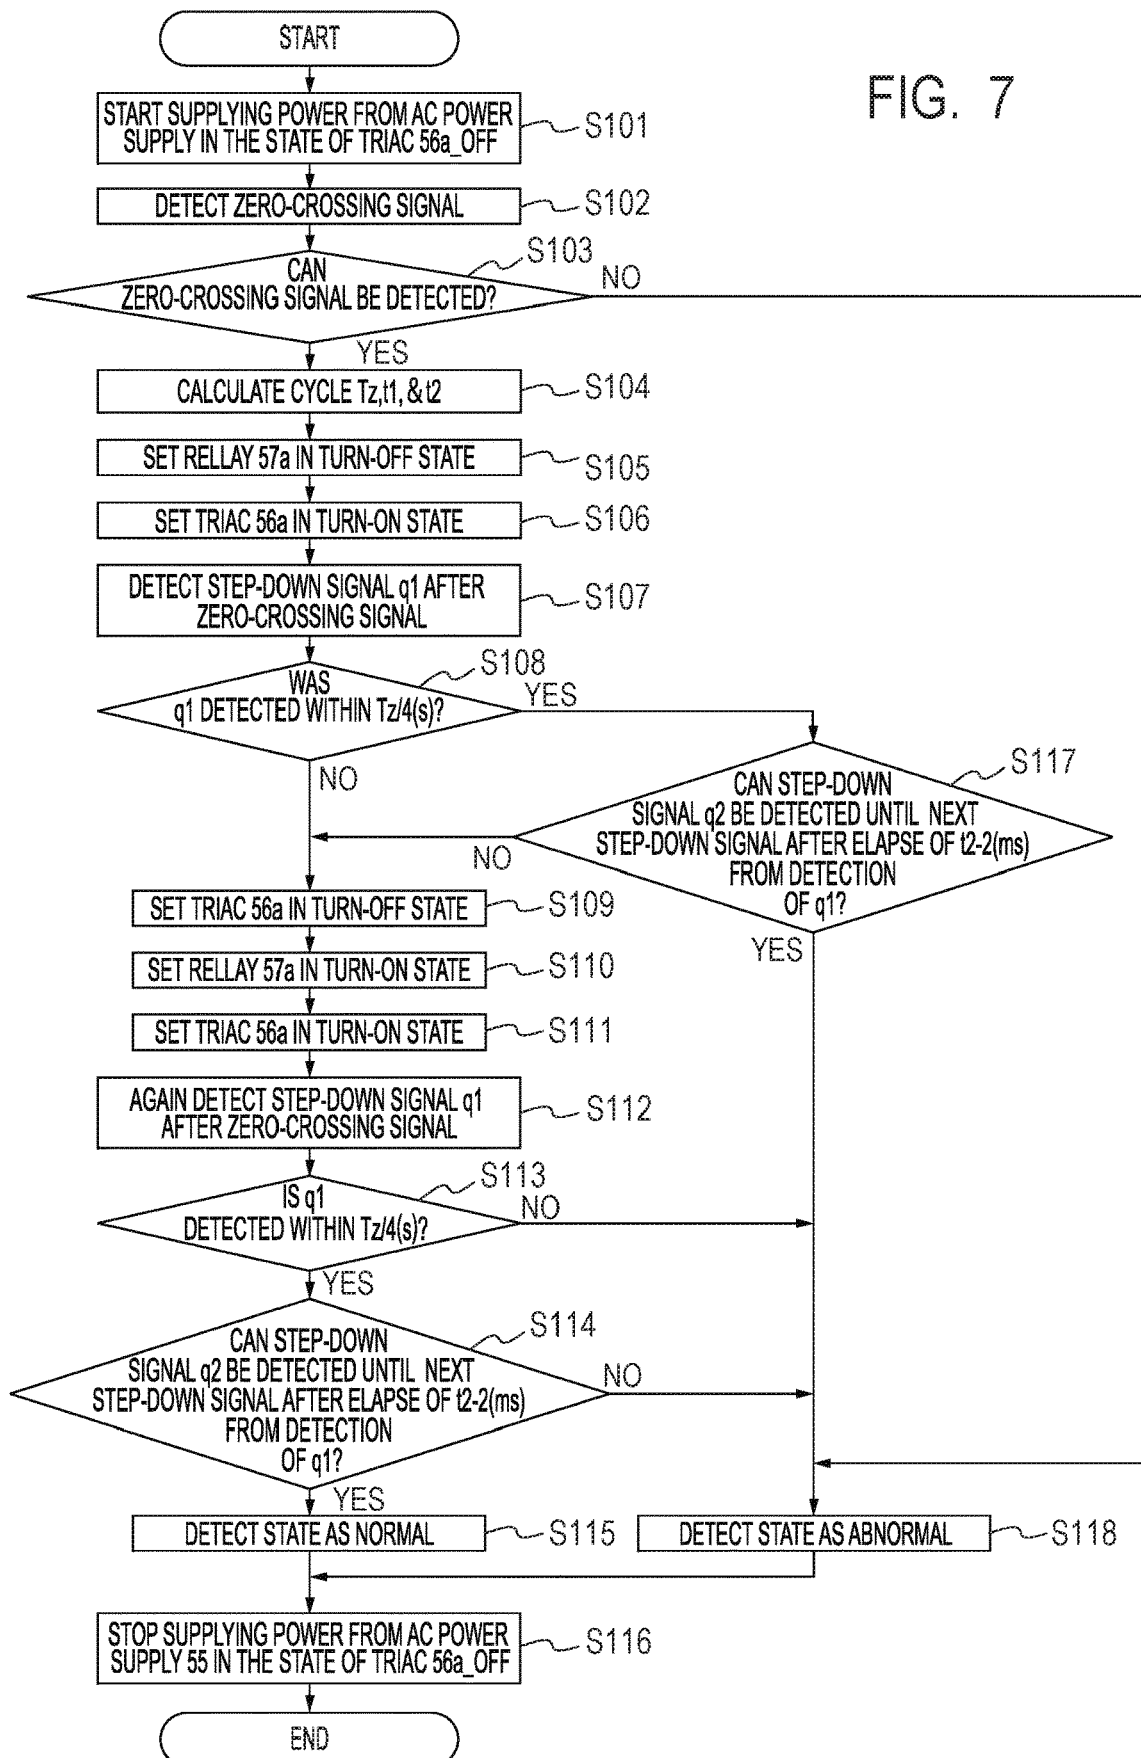 START
FIG. 7
START SUPPLYING POWER FROM AC POWER
SUPPLY IN THE STATE OF TRIAC 56a_OFF
S101
DETECT ZERO-CROSSING SIGNAL
S102
S103
CAN
ZERO-CROSSING SIGNAL BE DETECTED?
NO
YES
CALCULATE CYCLE Tz,t1, & t2
S104
SET RELLAY 57a IN TURN-OFF STATE
S105
SET TRIAC 56a IN TURN-ON STATE
S106
DETECT STEP-DOWN SIGNAL q1 AFTER
ZERO-CROSSING SIGNAL
S107
S108
WAS
q1 DETECTED WITHIN Tz/4(s)?
YES
NO
S117
CAN STEP-DOWN
SIGNAL q2 BE DETECTED UNTIL NEXT
STEP-DOWN SIGNAL AFTER ELAPSE OF t2-2(ms)
FROM DETECTION
OF q1?
NO
YES
SET TRIAC 56a IN TURN-OFF STATE
S109
SET RELLAY 57a IN TURN-ON STATE
S110
SET TRIAC 56a IN TURN-ON STATE
S111
AGAIN DETECT STEP-DOWN SIGNAL q1
AFTER ZERO-CROSSING SIGNAL
S112
S113
IS q1
DETECTED WITHIN Tz/4(s)?
NO
YES
S114
CAN STEP-DOWN
SIGNAL q2 BE DETECTED UNTIL NEXT
STEP-DOWN SIGNAL AFTER ELAPSE OF t2-2(ms)
FROM DETECTION
OF q1?
NO
YES
DETECT STATE AS NORMAL
S115
DETECT STATE AS ABNORMAL
S118
STOP SUPPLYING POWER FROM AC POWER
SUPPLY 55 IN THE STATE OF TRIAC 56a_OFF
S116
END